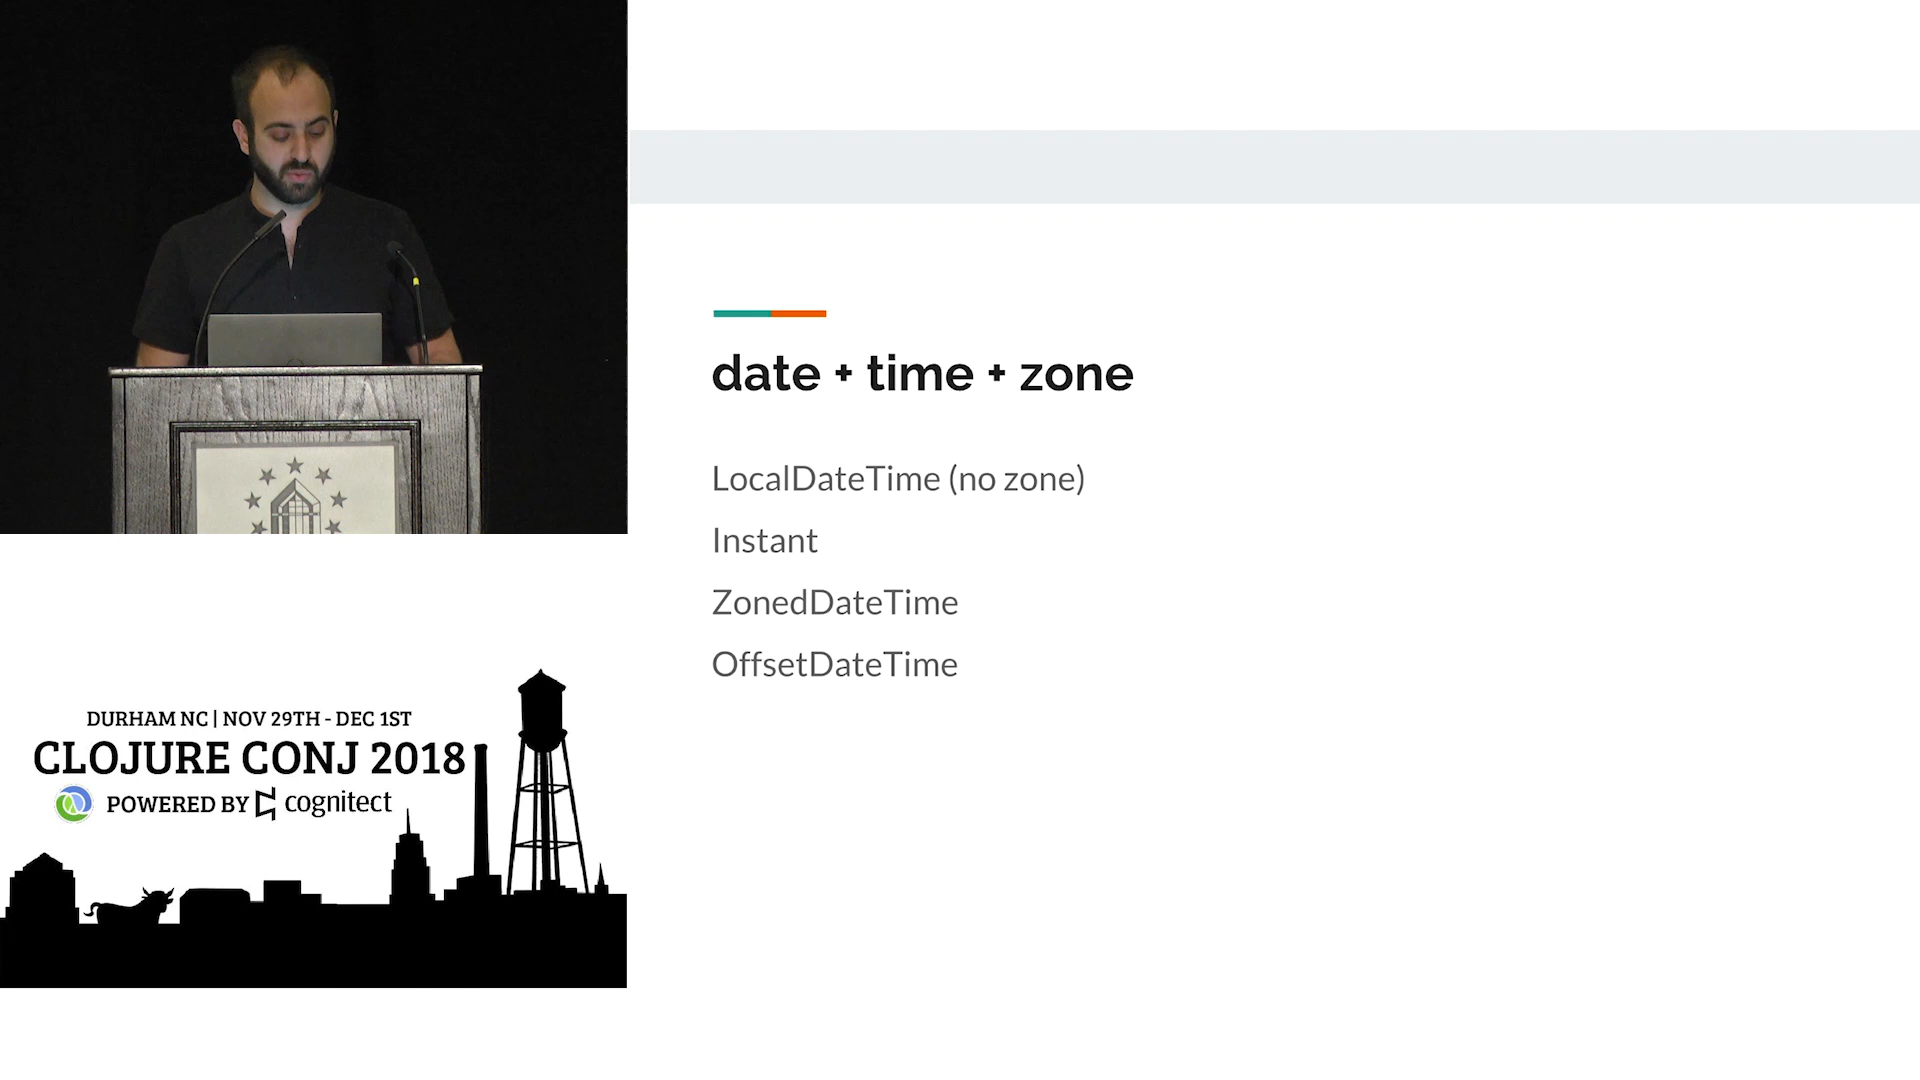 date + time + zone
LocalDateTime (no zone)
Instant
ZonedDateTime
OffsetDateTime
DURHAM NC | NOV 29TH - DEC 1ST
CLOJURE CONJ 2018
POWERED BY cognitect